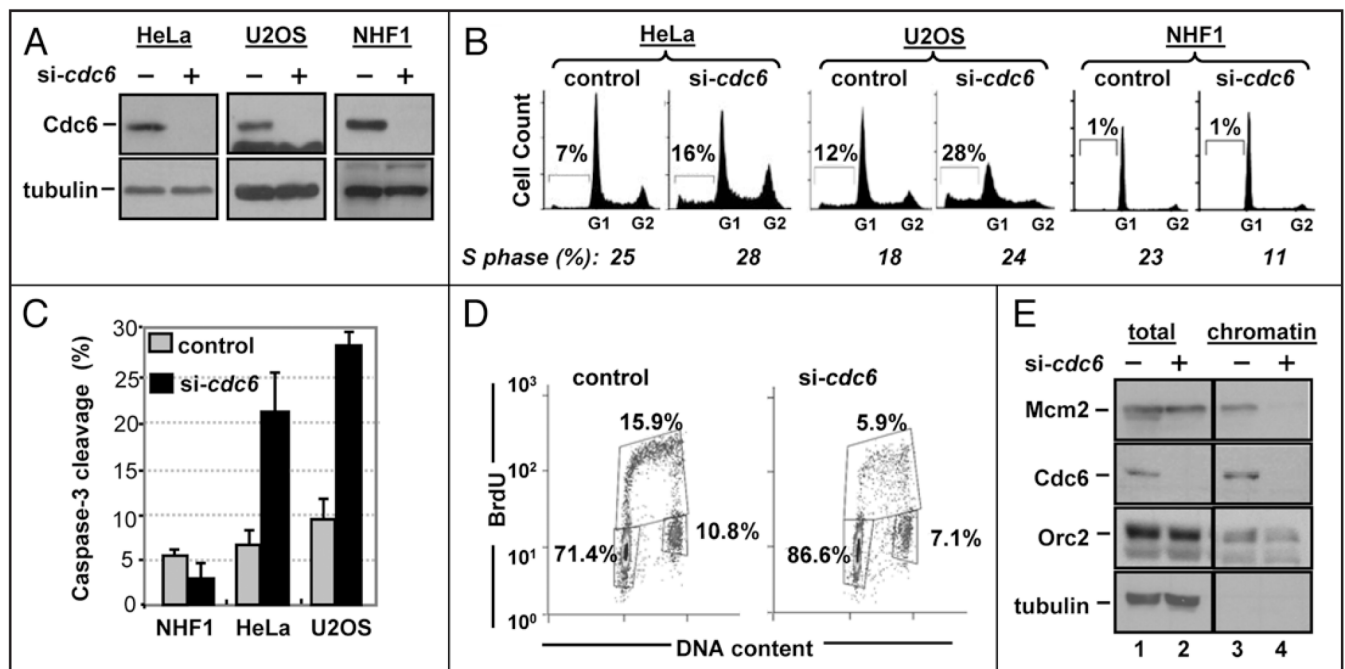 A
HeLa U2OS NHF1
si-cdc6 – + – + – +
Cdc6 –
tubulin –
B
HeLa U2OS NHF1
control si-cdc6 control si-cdc6 control si-cdc6
Cell Count
7% 16% 12% 28% 1% 1%
G1 G2 G1 G2 G1 G2 G1 G2 G1 G2 G1 G2
S phase (%): 25 28 18 24 23 11
C
Caspase-3 cleavage (%)
30
25
20
15
10
5
0
control
si-cdc6
NHF1 HeLa U2OS
D
control si-cdc6
BrdU
10³
10²
10¹
10⁰
15.9% 5.9%
71.4% 10.8% 86.6% 7.1%
DNA content
E
total chromatin
si-cdc6 – + – +
Mcm2 –
Cdc6 –
Orc2 –
tubulin –
1 2 3 4